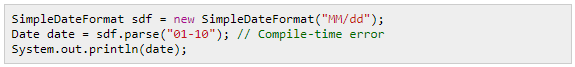 SimpleDateFormat sdf = new SimpleDateFormat("MM/dd");
Date date = sdf.parse("01-10"); // Compile-time error
System.out.println(date);